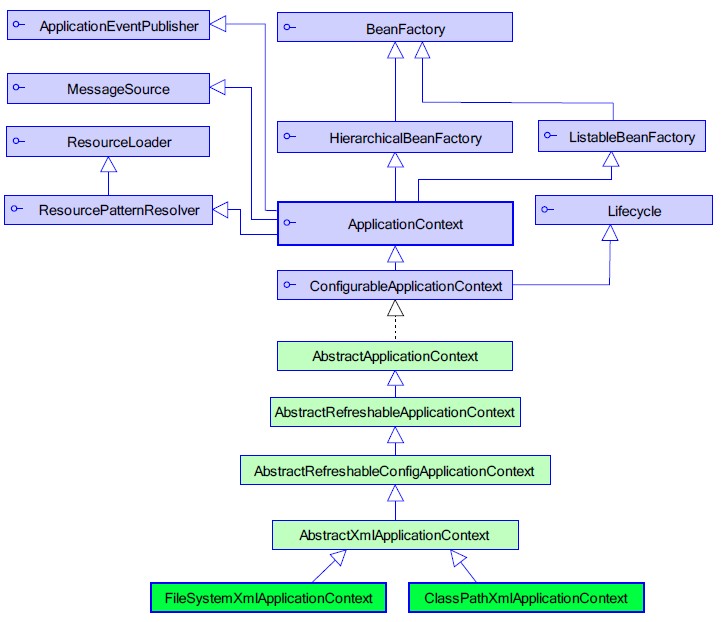 ApplicationEventPublisher
BeanFactory
MessageSource
ResourceLoader
HierarchicalBeanFactory
ListableBeanFactory
ResourcePatternResolver
ApplicationContext
Lifecycle
ConfigurableApplicationContext
AbstractApplicationContext
AbstractRefreshableApplicationContext
AbstractRefreshableConfigApplicationContext
AbstractXmlApplicationContext
FileSystemXmlApplicationContext
ClassPathXmlApplicationContext